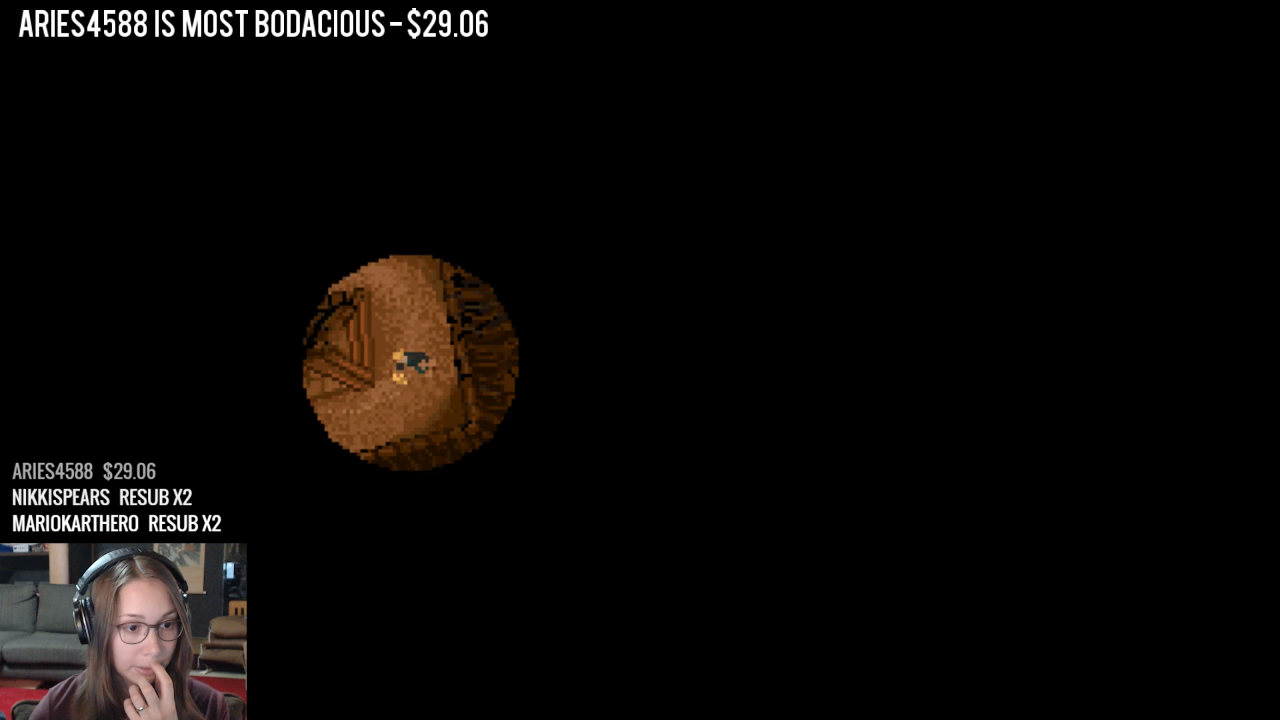 ARIES4588 IS MOST BODACIOUS - $29.06
ARIES4588 $29.06
NIKKISPEARS RESUB X2
MARIOKARTHERO RESUB X2